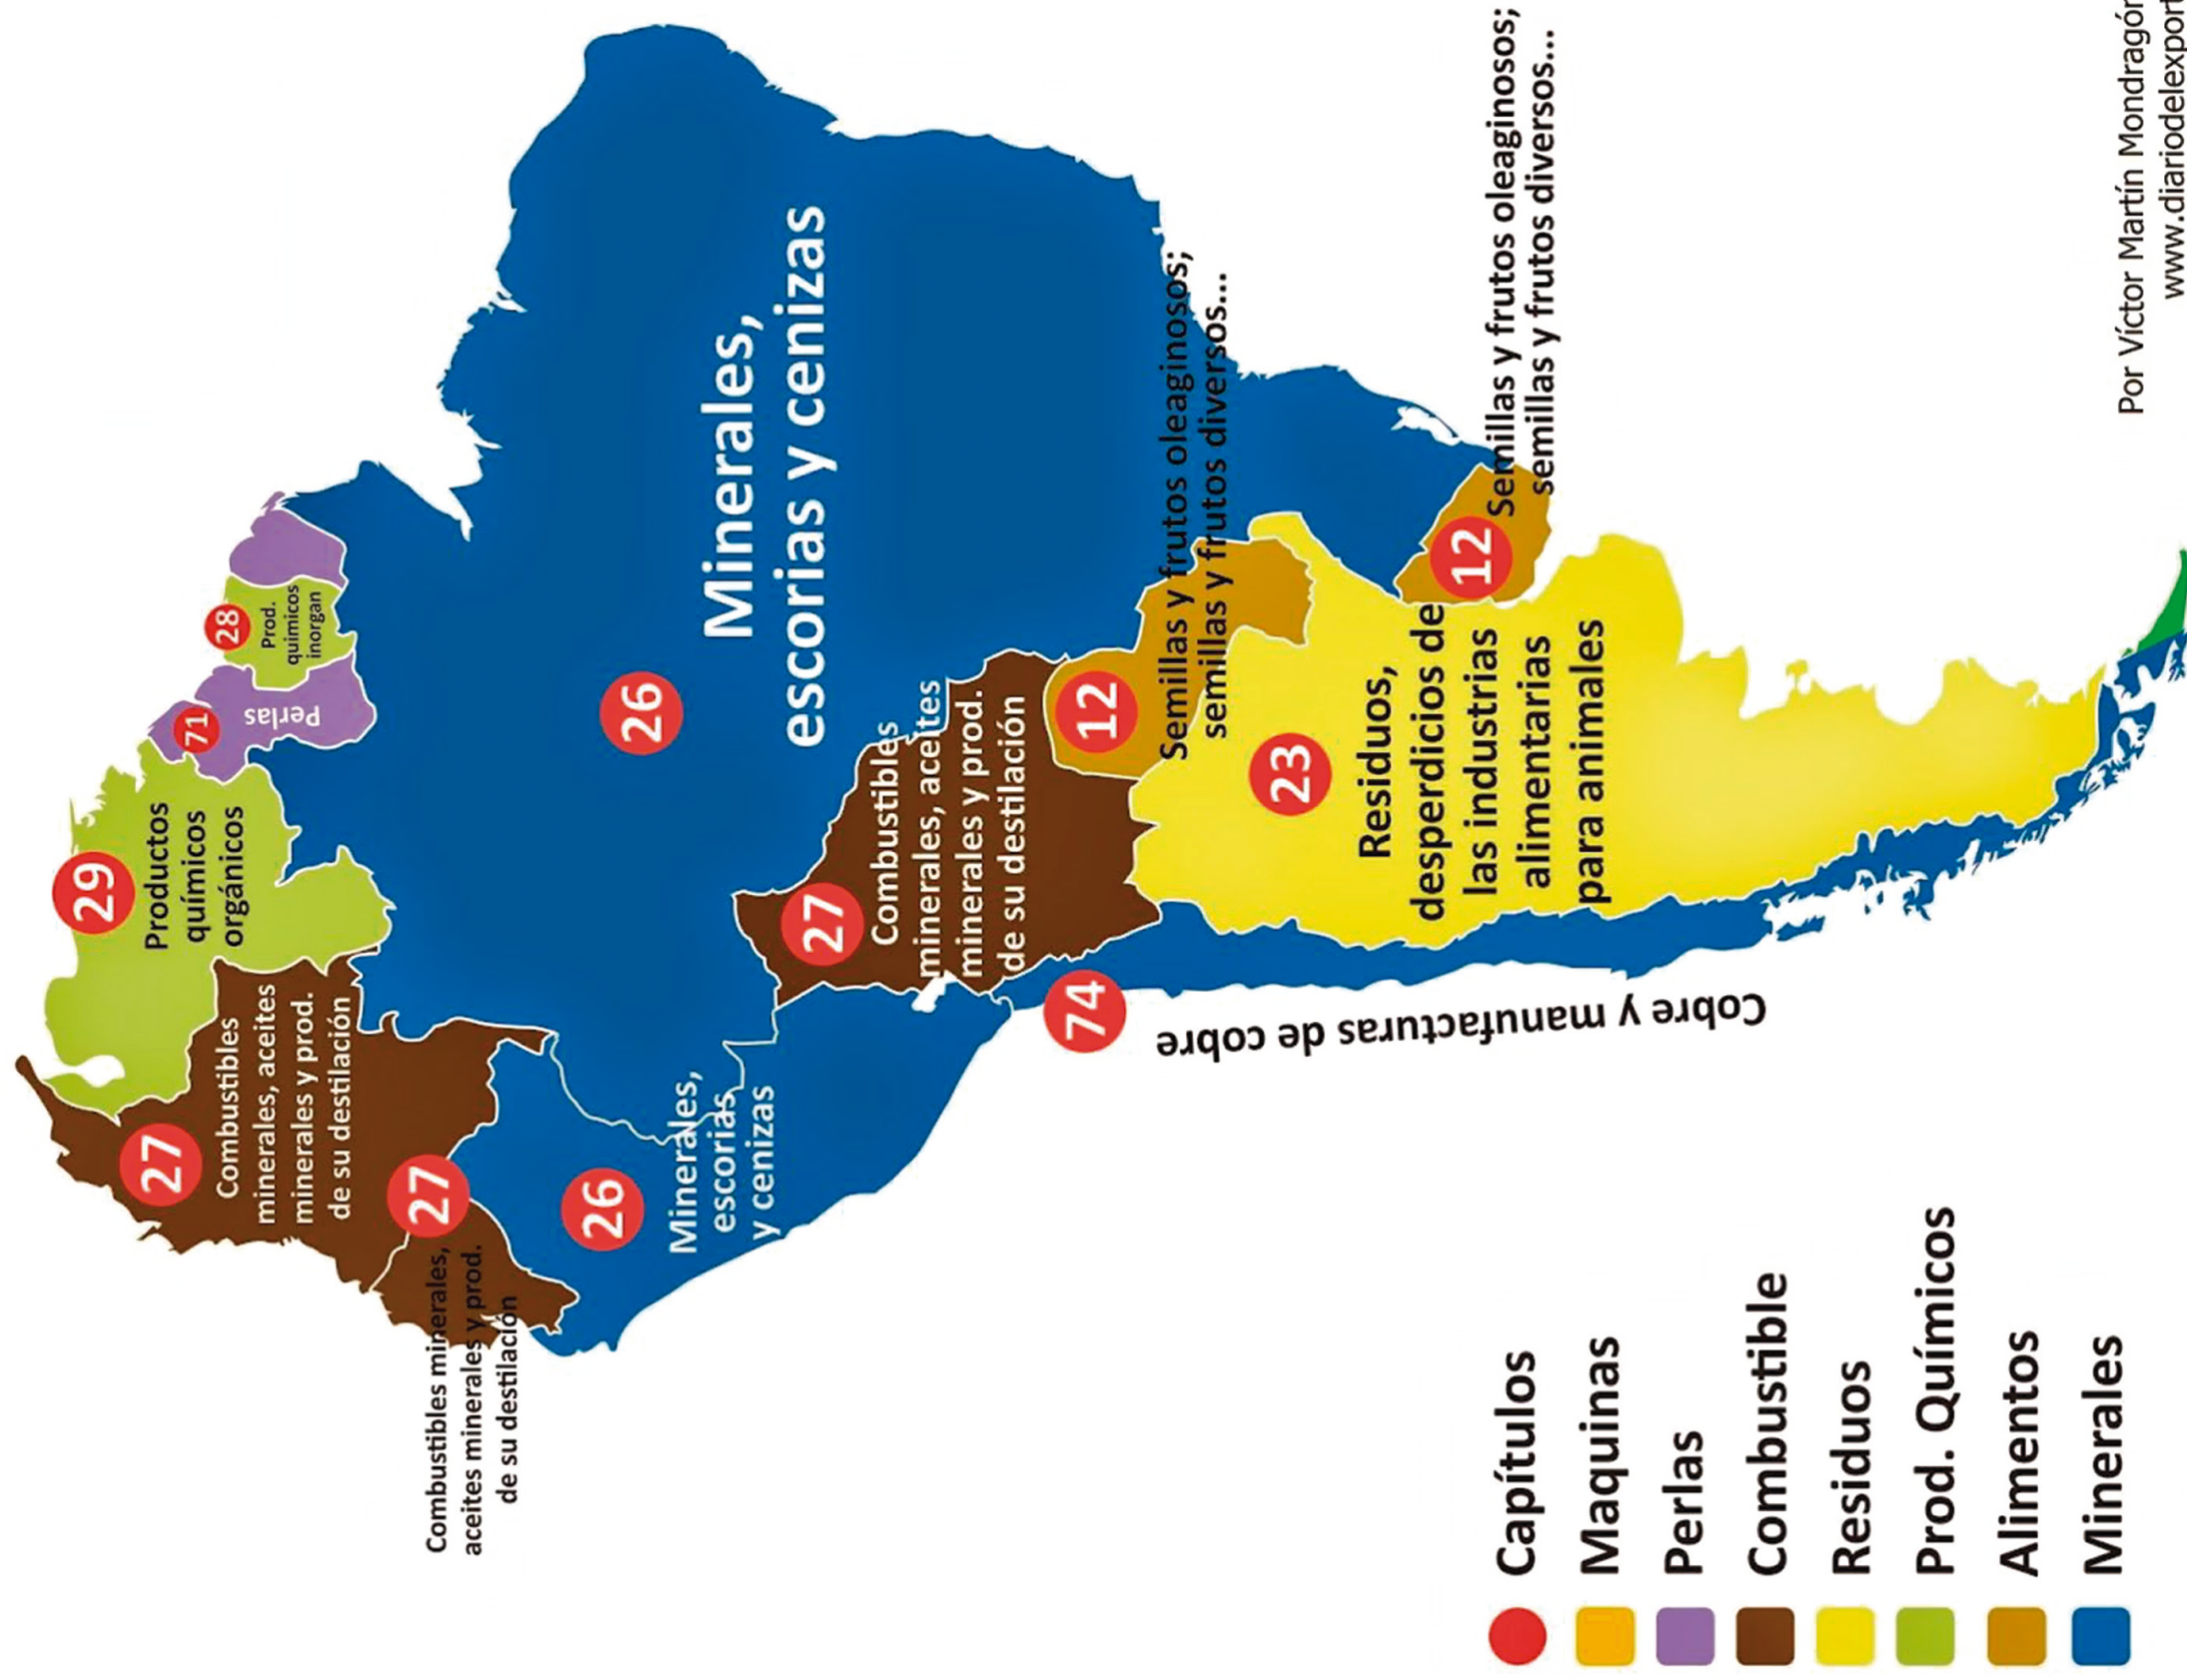 29
Productos
químicos
orgánicos
71
Perlas
28
Prod.
químicos
inorgan
27
Combustibles
minerales, aceites
minerales y prod.
de su destilación
27
Combustibles minerales,
aceites minerales y prod.
de su destilación
26
Minerales,
escorias
y cenizas
26
Minerales,
escorias y cenizas
27
Combustibles
minerales, aceites
minerales y prod.
de su destilación
12
Semillas y frutos oleaginosos;
semillas y frutos diversos...
74
Cobre y manufacturas de cobre
23
Residuos,
desperdicios de
las industrias
alimentarias
para animales
12
Semillas y frutos oleaginosos;
semillas y frutos diversos...
Capítulos
Maquinas
Perlas
Combustible
Residuos
Prod. Químicos
Alimentos
Minerales
Por Víctor Martín